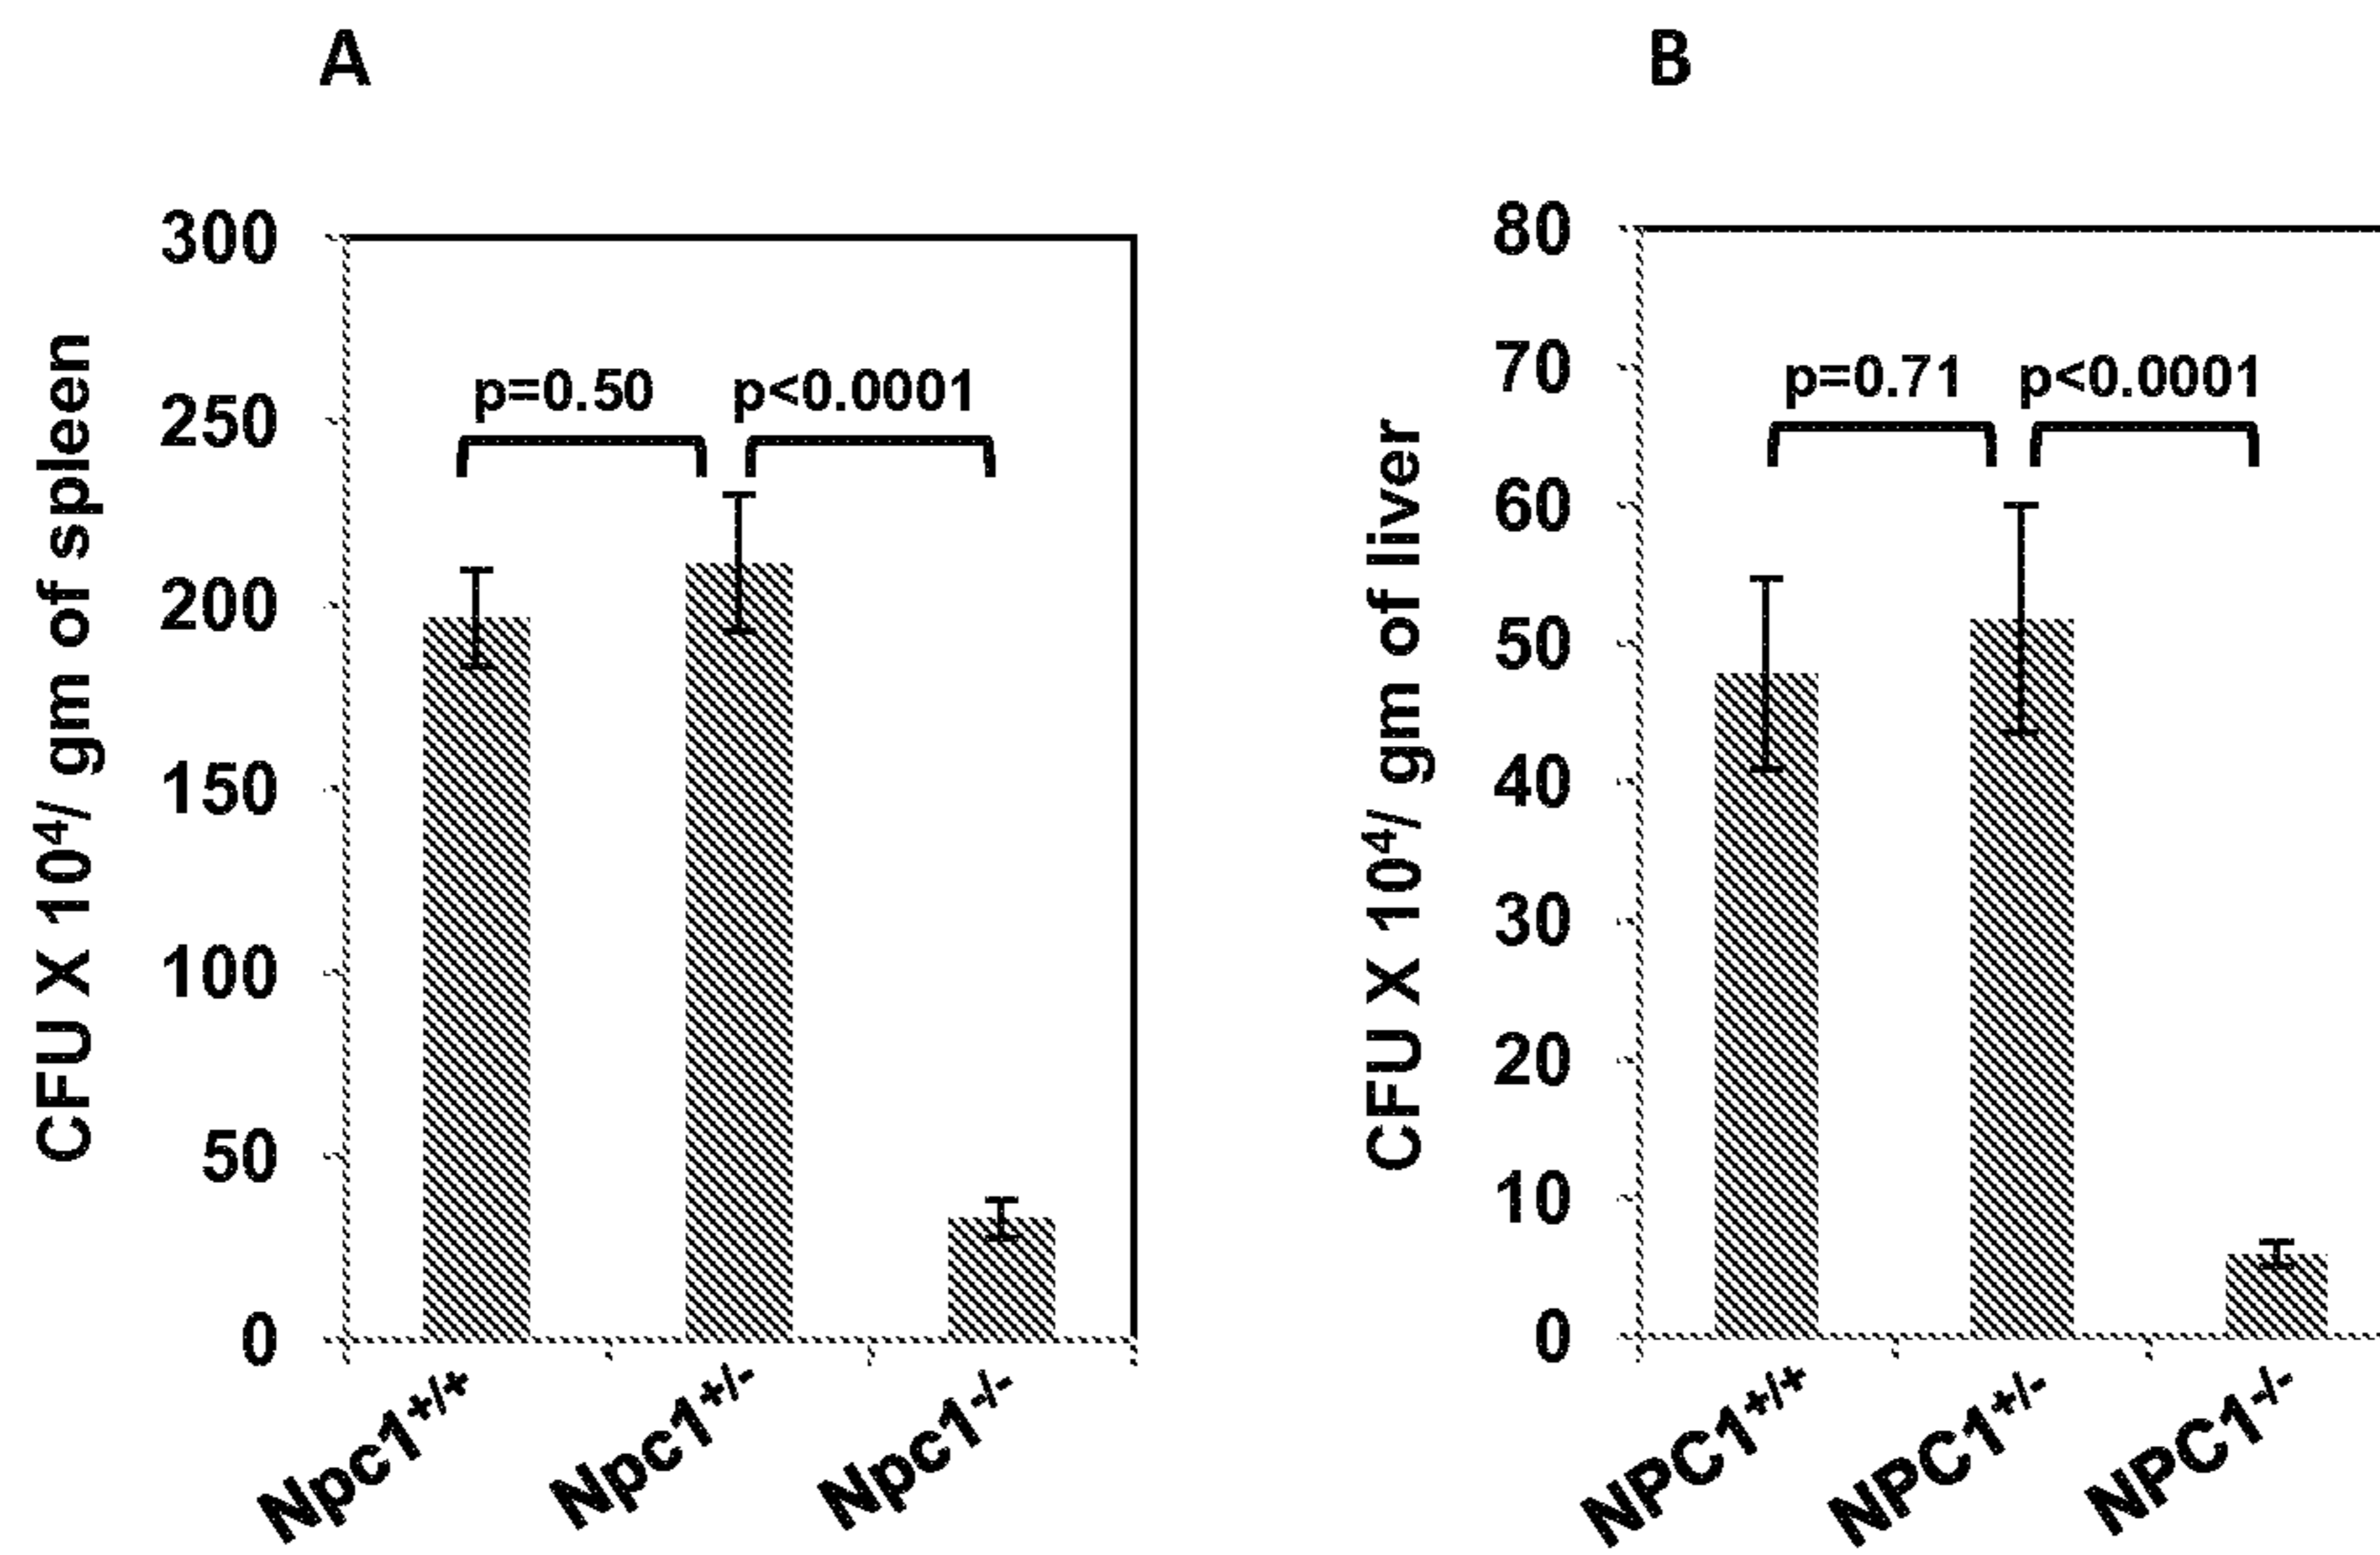 A
CFU X 10⁴/ gm of spleen
300
250
200
150
100
50
0
p=0.50
p<0.0001
Npc1+/+
Npc1+/-
Npc1-/-
B
CFU X 10⁴/ gm of liver
80
70
60
50
40
30
20
10
0
p=0.71
p<0.0001
NPC1+/+
NPC1+/-
NPC1-/-